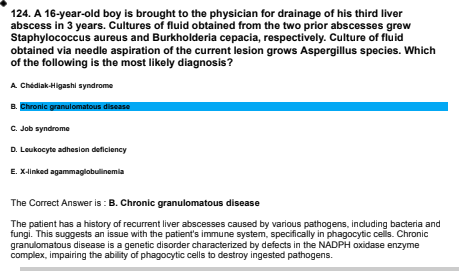 124. A 16-year-old boy is brought to the physician for drainage of his third liver
abscess in 3 years. Cultures of fluid obtained from the two prior abscesses grew
Staphylococcus aureus and Burkholderia cepacia, respectively. Culture of fluid
obtained via needle aspiration of the current lesion grows Aspergillus species. Which
of the following is the most likely diagnosis?
A. Chédiak-Higashi syndrome
B. Chronic granulomatous disease
C. Job syndrome
D. Leukocyte adhesion deficiency
E. X-linked agammaglobulinemia
The Correct Answer is : B. Chronic granulomatous disease
The patient has a history of recurrent liver abscesses caused by various pathogens, including bacteria and
fungi. This suggests an issue with the patient's immune system, specifically in phagocytic cells. Chronic
granulomatous disease is a genetic disorder characterized by defects in the NADPH oxidase enzyme
complex, impairing the ability of phagocytic cells to destroy ingested pathogens.